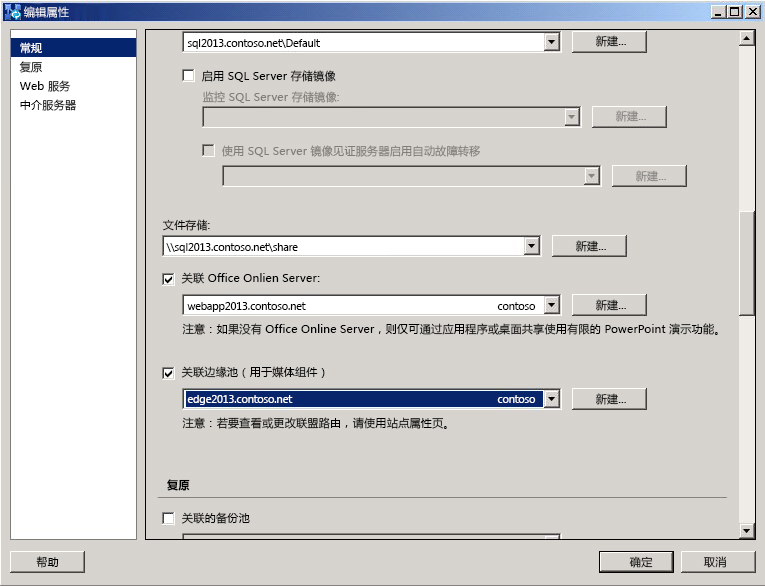 编辑属性
常规
复原
Web 服务
中介服务器
sql2013.contoso.net\Default
新建...
启用 SQL Server 存储镜像
监控 SQL Server 存储镜像:
新建...
使用 SQL Server 镜像见证服务器启用自动故障转移
新建...
文件存储:
\\sql2013.contoso.net\share
新建...
关联 Office Onlien Server:
webapp2013.contoso.net contoso
新建...
注意：如果没有 Office Online Server，则仅可通过应用程序或桌面共享使用有限的 PowerPoint 演示功能。
关联边缘池（用于媒体组件）
edge2013.contoso.net contoso
新建...
注意：若要查看或更改联盟路由，请使用站点属性页。
复原
关联的备份池
帮助
确定
取消